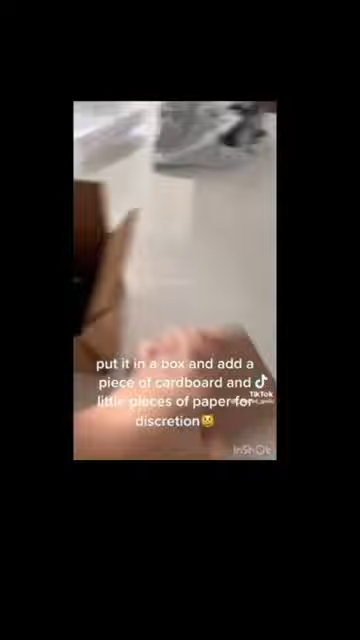 put it in a box and add a
piece of cardboard and
TikTok
little pieces of paper for
discretion😼
InShOt